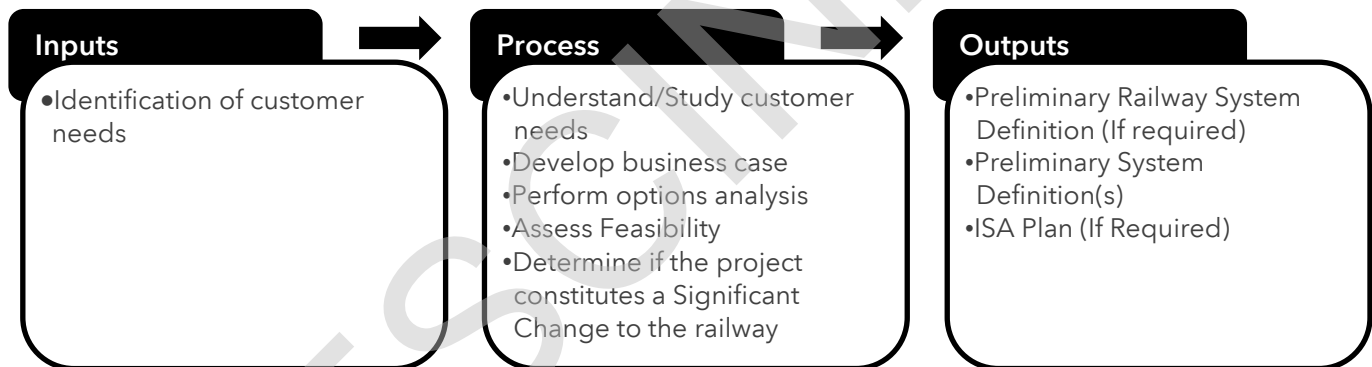 Inputs
•Identification of customer
needs
Process
•Understand/Study customer
needs
•Develop business case
•Perform options analysis
•Assess Feasibility
•Determine if the project
constitutes a Significant
Change to the railway
Outputs
•Preliminary Railway System
Definition (If required)
•Preliminary System
Definition(s)
•ISA Plan (If Required)